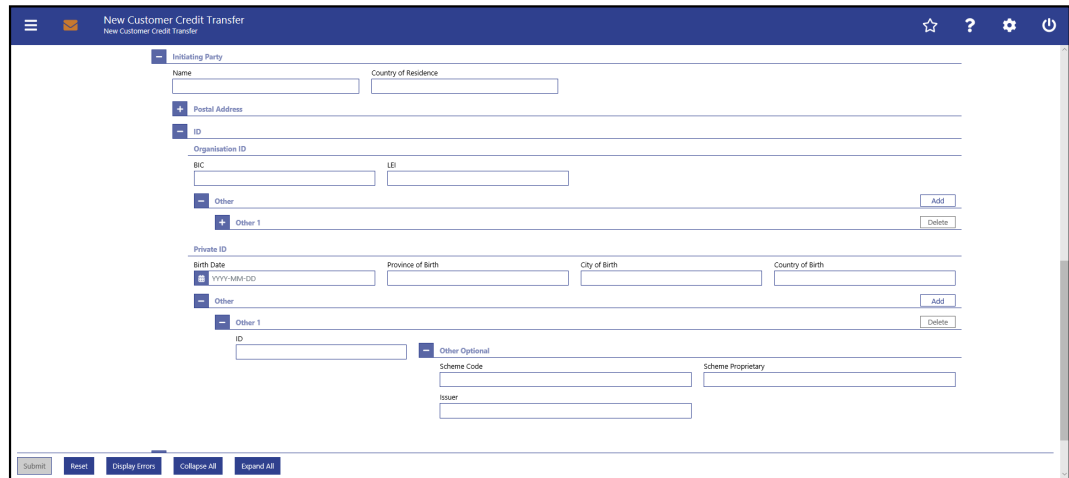 New Customer Credit Transfer
New Customer Credit Transfer
Initiating Party
Name Country of Residence
Postal Address
ID
Organisation ID
BIC LEI
Other Add
Other 1 Delete
Private ID
Birth Date Province of Birth City of Birth Country of Birth
YYYY-MM-DD
Other Add
Other 1 Delete
ID
Other Optional
Scheme Code Scheme Proprietary
Issuer
Submit Reset Display Errors Collapse All Expand All